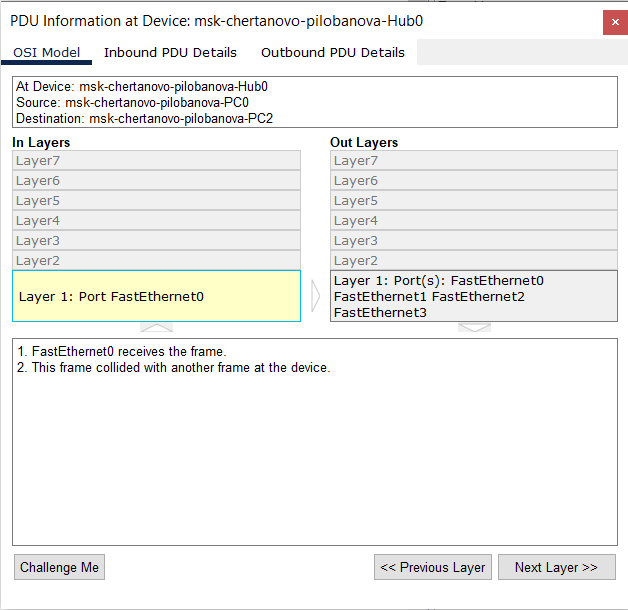 PDU Information at Device: msk-chertanovo-pilobanova-Hub0
OSI Model Inbound PDU Details Outbound PDU Details
At Device: msk-chertanovo-pilobanova-Hub0
Source: msk-chertanovo-pilobanova-PC0
Destination: msk-chertanovo-pilobanova-PC2
In Layers
Layer7
Layer6
Layer5
Layer4
Layer3
Layer2
Layer 1: Port FastEthernet0
Out Layers
Layer7
Layer6
Layer5
Layer4
Layer3
Layer2
Layer 1: Port(s): FastEthernet0
FastEthernet1 FastEthernet2
FastEthernet3
1. FastEthernet0 receives the frame.
2. This frame collided with another frame at the device.
Challenge Me << Previous Layer Next Layer >>